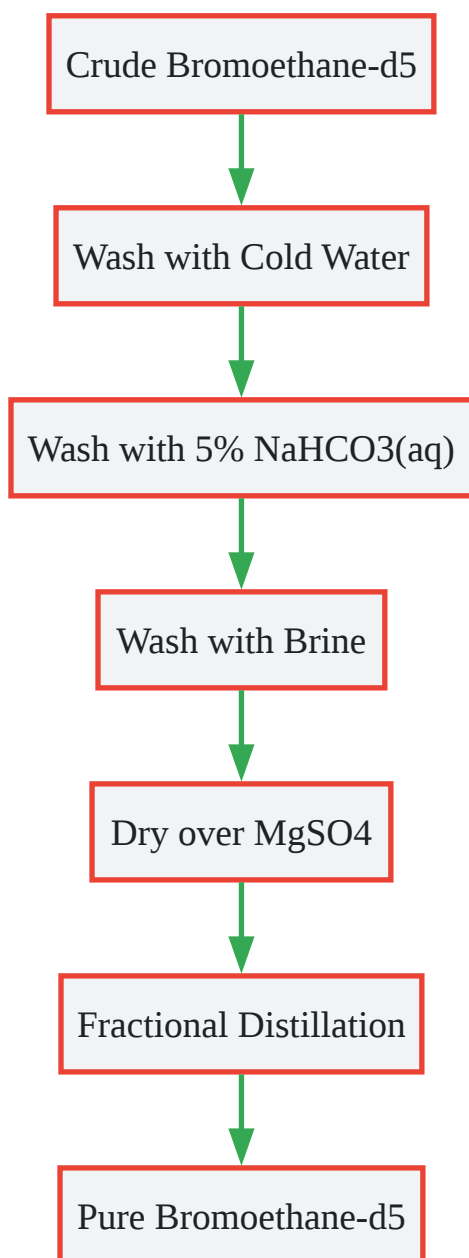 Crude Bromoethane-d5
Wash with Cold Water
Wash with 5% NaHCO3(aq)
Wash with Brine
Dry over MgSO4
Fractional Distillation
Pure Bromoethane-d5